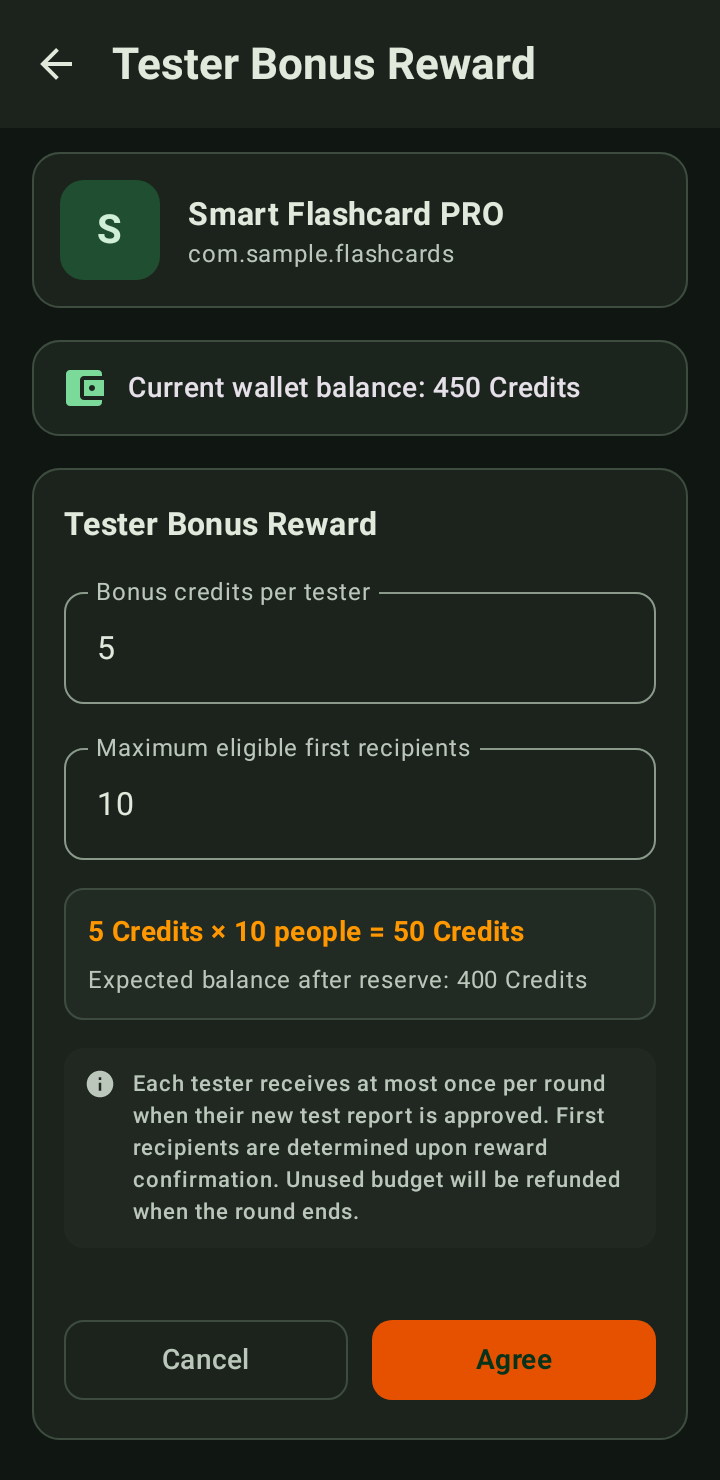 Tester Bonus Reward
S
Smart Flashcard PRO
com.sample.flashcards
Current wallet balance: 450 Credits
Tester Bonus Reward
Bonus credits per tester
5
Maximum eligible first recipients
10
5 Credits × 10 people = 50 Credits
Expected balance after reserve: 400 Credits
Each tester receives at most once per round
when their new test report is approved. First
recipients are determined upon reward
confirmation. Unused budget will be refunded
when the round ends.
Cancel
Agree